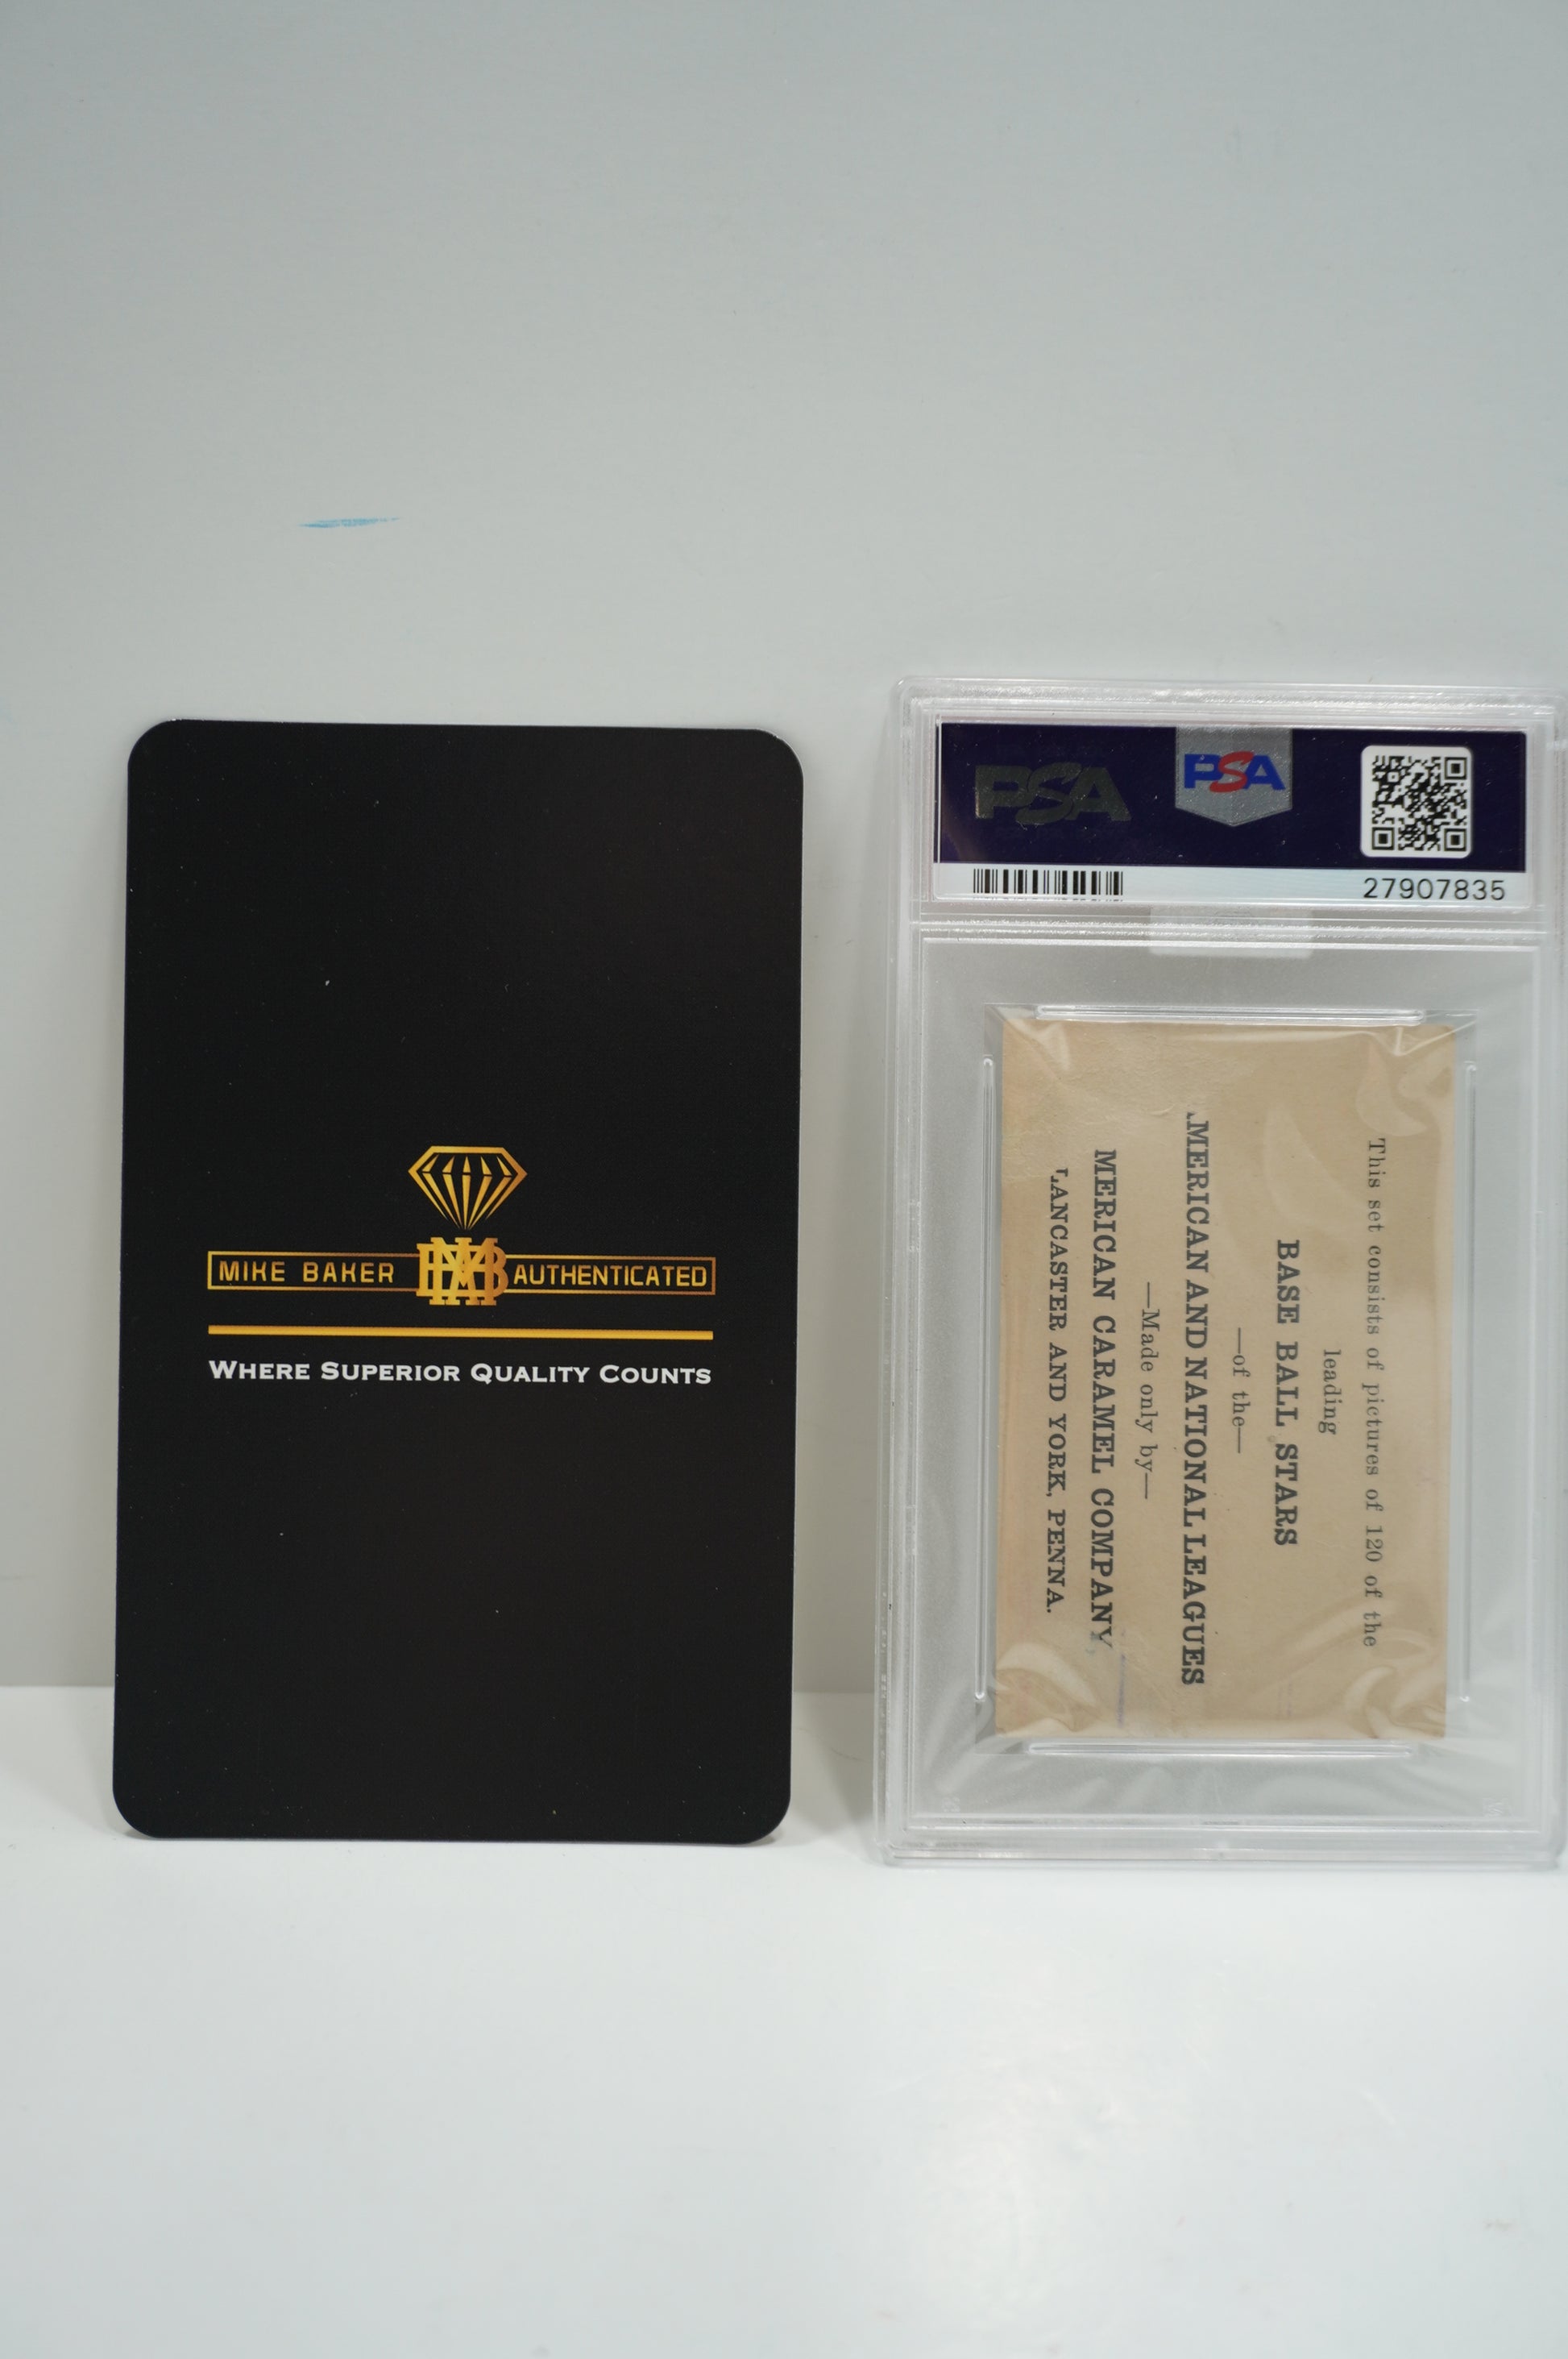 MIKE BAKER MBA AUTHENTICATED
WHERE SUPERIOR QUALITY COUNTS
PSA
PSA
27907835
This set consists of pictures of 120 of the
leading
BASE BALL STARS
—of the—
MERICAN AND NATIONAL LEAGUES
—Made only by—
MERICAN CARAMEL COMPANY,
LANCASTER AND YORK, PENNA.